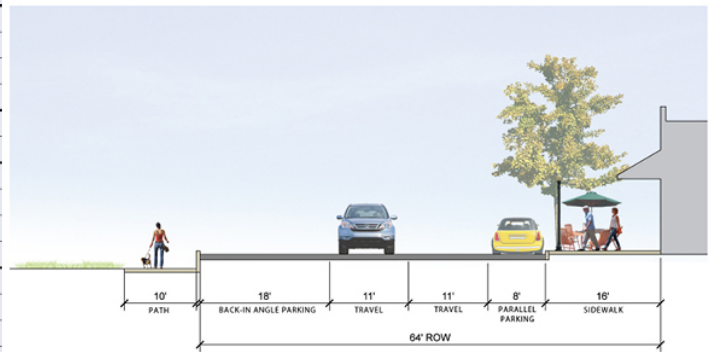 10' 18' 11' 11' 8' 16'
PATH BACK-IN ANGLE PARKING TRAVEL TRAVEL PARALLEL SIDEWALK
PARKING
64' ROW